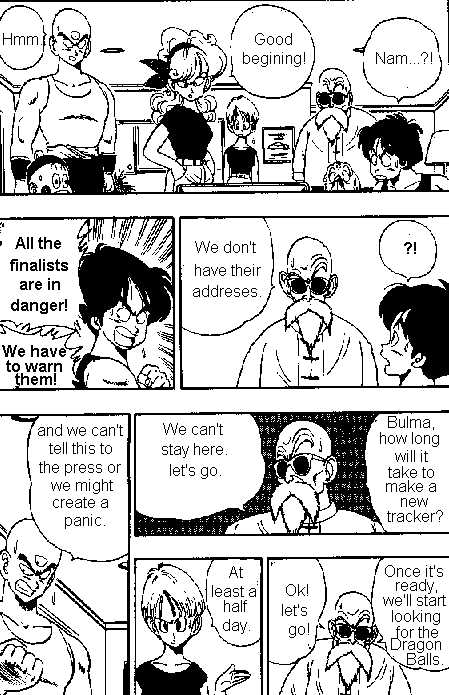 Hmm.
Good
begining!
Nam...?!
All the
finalists
are in
danger!
We have
to warn
them!
We don't
have their
addreses.
?!
and we can't
tell this to
the press or
we might
create a
panic.
We can't
stay here.
let's go.
Bulma,
how long
will it
take to
make a
new
tracker?
At
least a
half
day.
Ok!
let's
go!
Once it's
ready,
we'll start
looking
for the
Dragon
Balls.